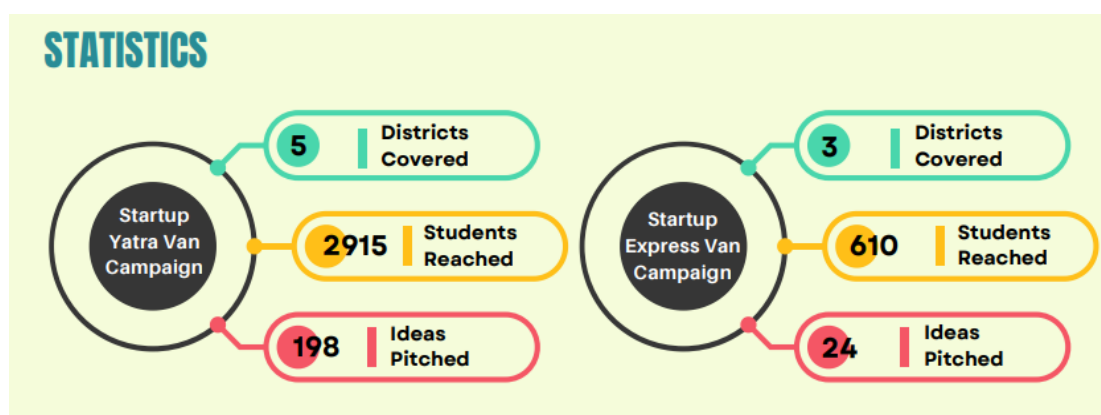 STATISTICS
Startup
Yatra Van
Campaign
5
Districts
Covered
2915
Students
Reached
198
Ideas
Pitched
Startup
Express Van
Campaign
3
Districts
Covered
610
Students
Reached
24
Ideas
Pitched